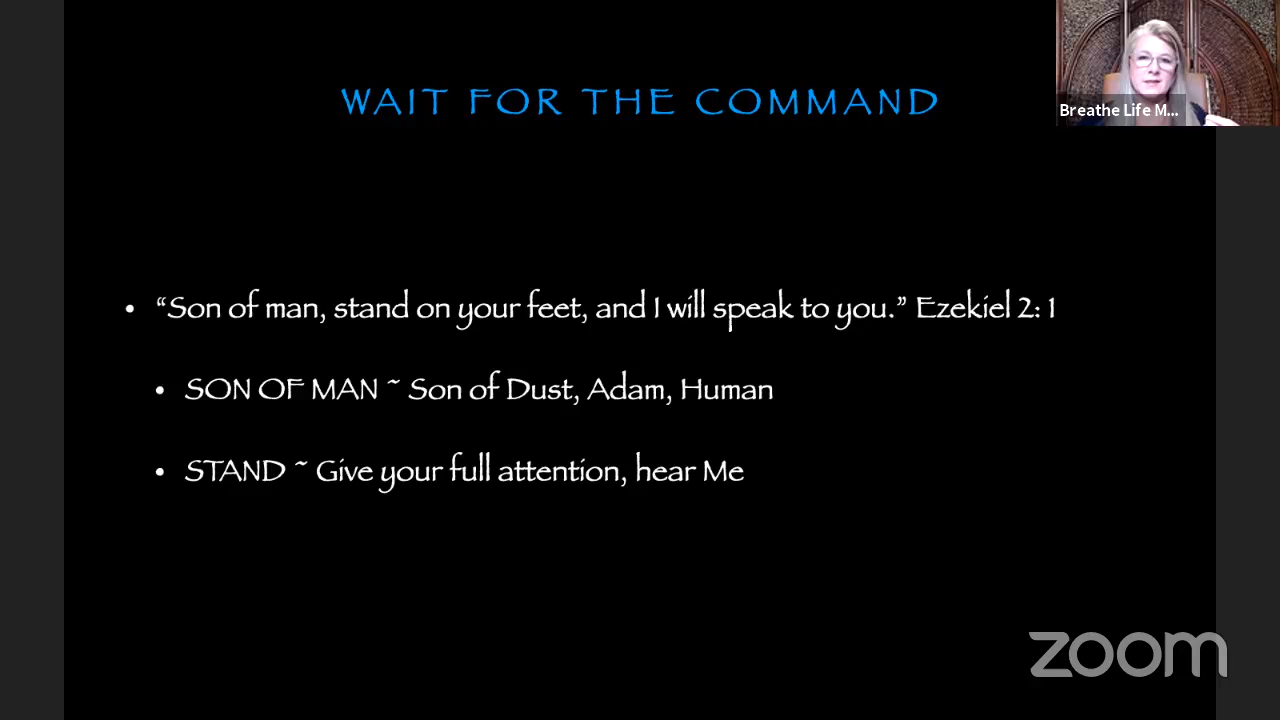 WAIT FOR THE COMMAND
Breathe Life M...
• “Son of man, stand on your feet, and I will speak to you.” Ezekiel 2: 1
• SON OF MAN ~ Son of Dust, Adam, Human
• STAND ~ Give your full attention, hear Me
zoom